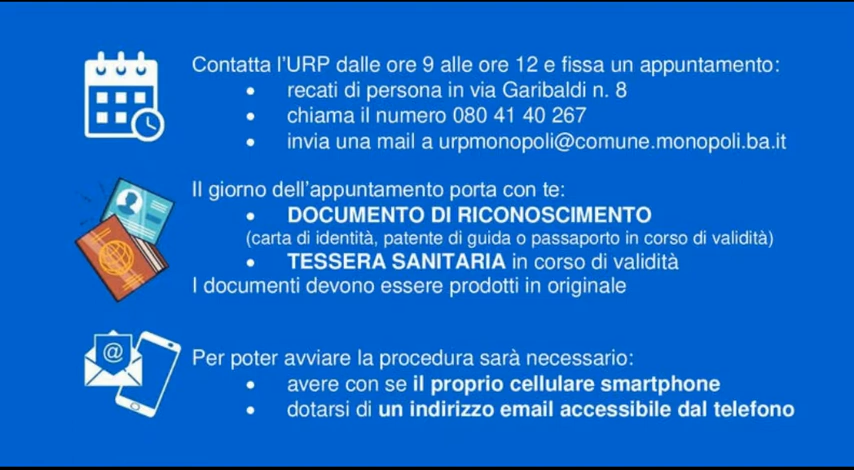 Contatta l'URP dalle ore 9 alle ore 12 e fissa un appuntamento:
• recati di persona in via Garibaldi n. 8
• chiama il numero 080 41 40 267
• invia una mail a urpmonopoli@comune.monopoli.ba.it
Il giorno dell'appuntamento porta con te:
• DOCUMENTO DI RICONOSCIMENTO
(carta di identità, patente di guida o passaporto in corso di validità)
• TESSERA SANITARIA in corso di validità
I documenti devono essere prodotti in originale
@
Per poter avviare la procedura sarà necessario:
• avere con se il proprio cellulare smartphone
• dotarsi di un indirizzo email accessibile dal telefono